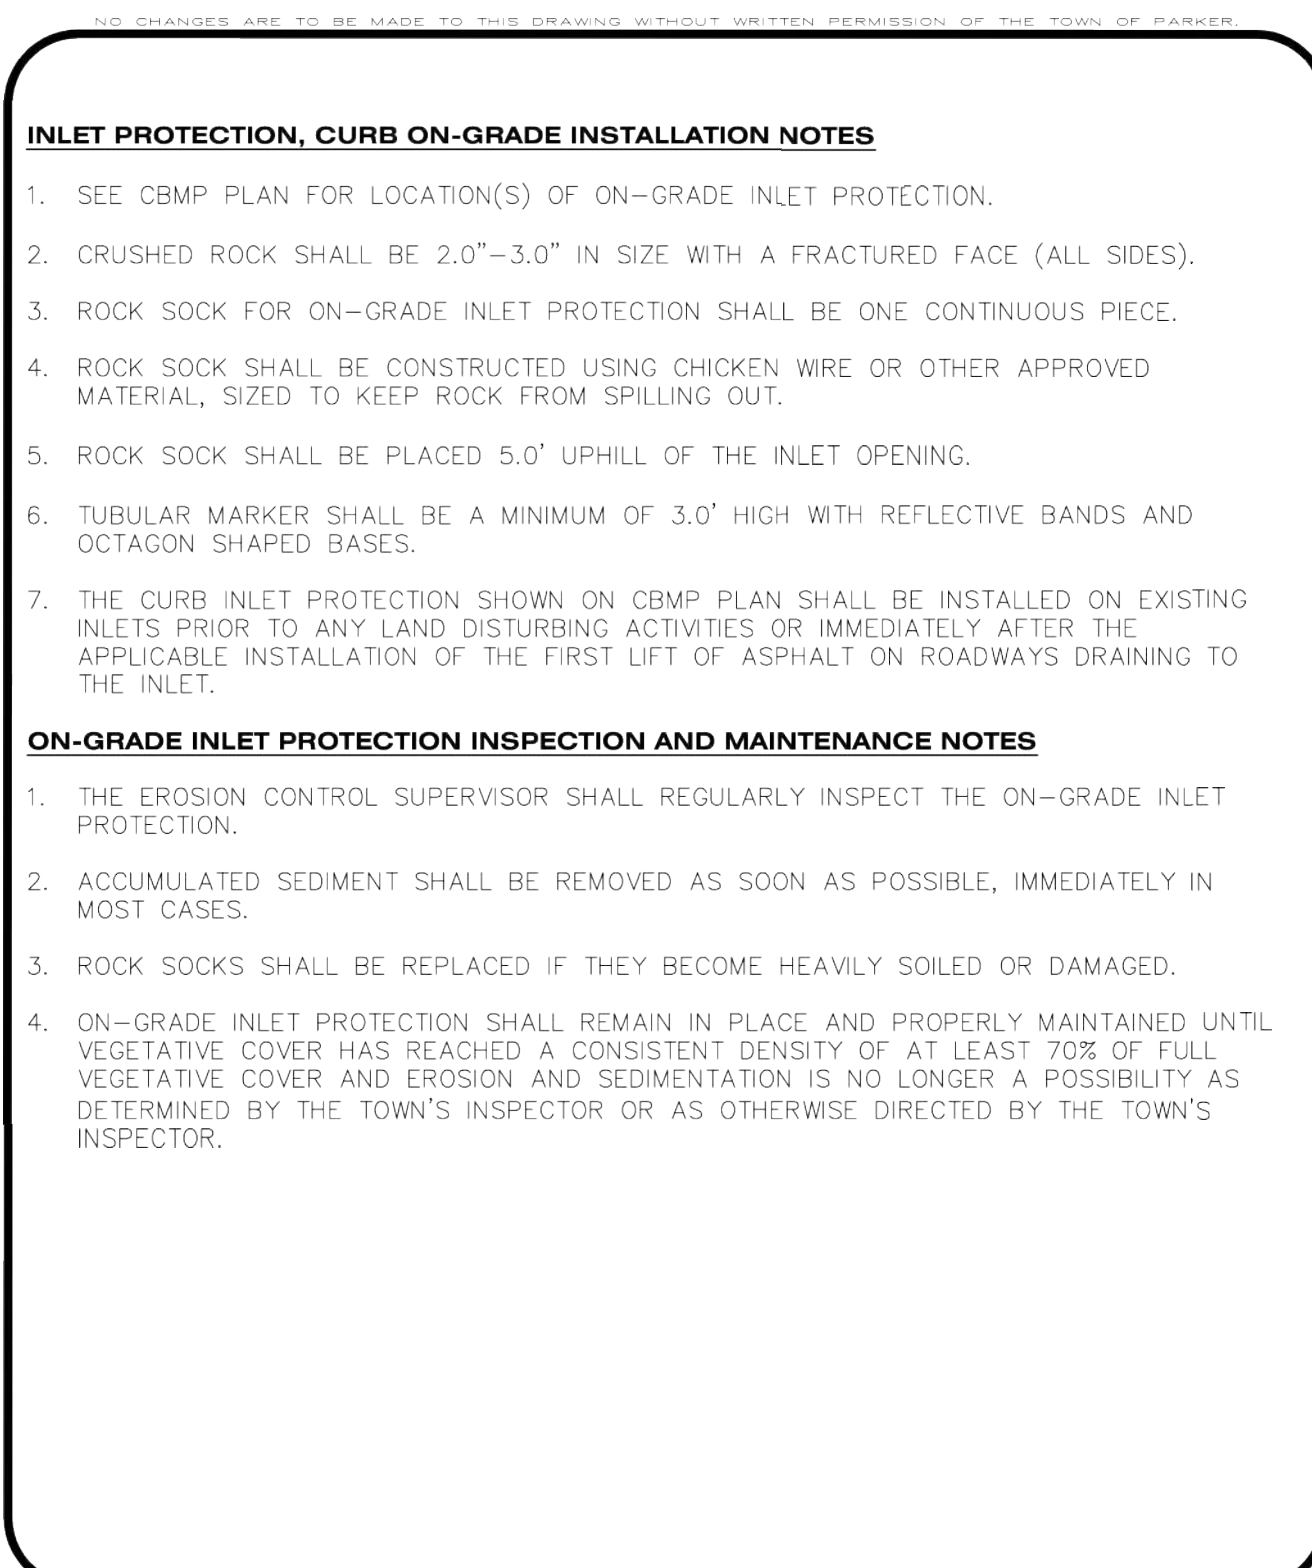 NO CHANGES ARE TO BE MADE TO THIS DRAWING WITHOUT WRITTEN PERMISSION OF THE TOWN OF PARKER.
INLET PROTECTION, CURB ON-GRADE INSTALLATION NOTES
1. SEE CBMP PLAN FOR LOCATION(S) OF ON-GRADE INLET PROTECTION.
2. CRUSHED ROCK SHALL BE 2.0"-3.0" IN SIZE WITH A FRACTURED FACE (ALL SIDES).
3. ROCK SOCK FOR ON-GRADE INLET PROTECTION SHALL BE ONE CONTINUOUS PIECE.
4. ROCK SOCK SHALL BE CONSTRUCTED USING CHICKEN WIRE OR OTHER APPROVED
MATERIAL, SIZED TO KEEP ROCK FROM SPILLING OUT.
5. ROCK SOCK SHALL BE PLACED 5.0' UPHILL OF THE INLET OPENING.
6. TUBULAR MARKER SHALL BE A MINIMUM OF 3.0' HIGH WITH REFLECTIVE BANDS AND
OCTAGON SHAPED BASES.
7. THE CURB INLET PROTECTION SHOWN ON CBMP PLAN SHALL BE INSTALLED ON EXISTING
INLETS PRIOR TO ANY LAND DISTURBING ACTIVITIES OR IMMEDIATELY AFTER THE
APPLICABLE INSTALLATION OF THE FIRST LIFT OF ASPHALT ON ROADWAYS DRAINING TO
THE INLET.
ON-GRADE INLET PROTECTION INSPECTION AND MAINTENANCE NOTES
1. THE EROSION CONTROL SUPERVISOR SHALL REGULARLY INSPECT THE ON-GRADE INLET
PROTECTION.
2. ACCUMULATED SEDIMENT SHALL BE REMOVED AS SOON AS POSSIBLE, IMMEDIATELY IN
MOST CASES.
3. ROCK SOCKS SHALL BE REPLACED IF THEY BECOME HEAVILY SOILED OR DAMAGED.
4. ON-GRADE INLET PROTECTION SHALL REMAIN IN PLACE AND PROPERLY MAINTAINED UNTIL
VEGETATIVE COVER HAS REACHED A CONSISTENT DENSITY OF AT LEAST 70% OF FULL
VEGETATIVE COVER AND EROSION AND SEDIMENTATION IS NO LONGER A POSSIBILITY AS
DETERMINED BY THE TOWN'S INSPECTOR OR AS OTHERWISE DIRECTED BY THE TOWN'S
INSPECTOR.